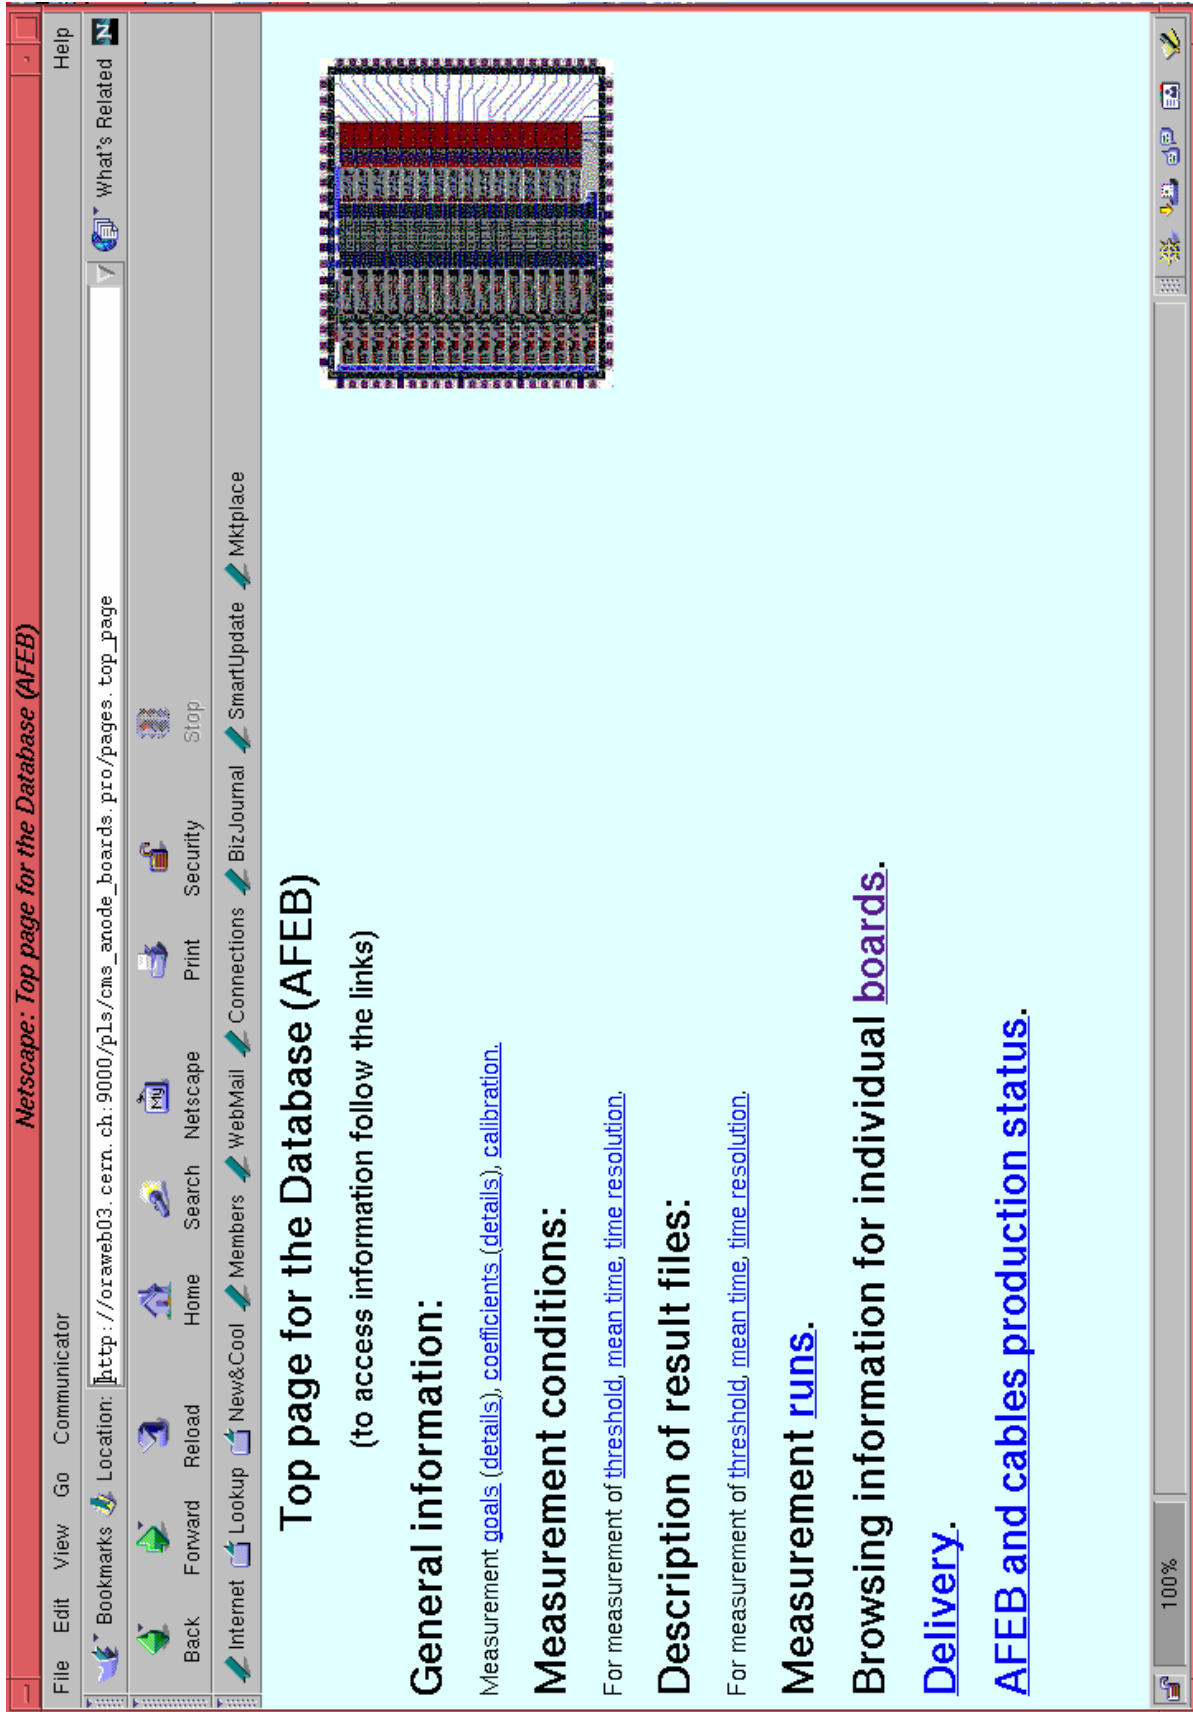 Netscape: Top page for the Database (AFEB)
File Edit View Go Communicator Help
Bookmarks Location: http://oraweb03.cern.ch:9000/pls/cms_anode_boards.pro/pages.top_page What's Related N
Back Forward Reload Home Search Netscape Print Security Stop
Internet Lookup New&Cool Members WebMail Connections BizJournal SmartUpdate Mktplace
Top page for the Database (AFEB)
(to access information follow the links)
General information:
Measurement goals (details), coefficients (details), calibration.
Measurement conditions:
For measurement of threshold, mean time, time resolution.
Description of result files:
For measurement of threshold, mean time, time resolution.
Measurement runs.
Browsing information for individual boards.
Delivery.
AFEB and cables production status.
100%